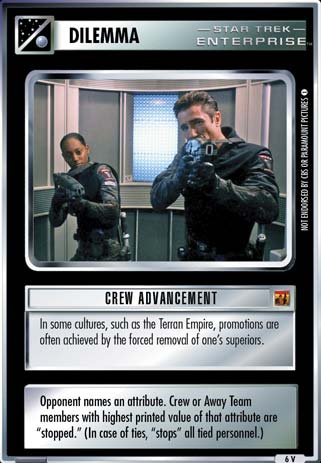 DILEMMA
STAR TREK
ENTERPRISE™
NOT ENDORSED BY CBS OR PARAMOUNT PICTURES
CREW ADVANCEMENT
In some cultures, such as the Terran Empire, promotions are
often achieved by the forced removal of one's superiors.
Opponent names an attribute. Crew or Away Team
members with highest printed value of that attribute are
"stopped." (In case of ties, "stops" all tied personnel.)
6 V